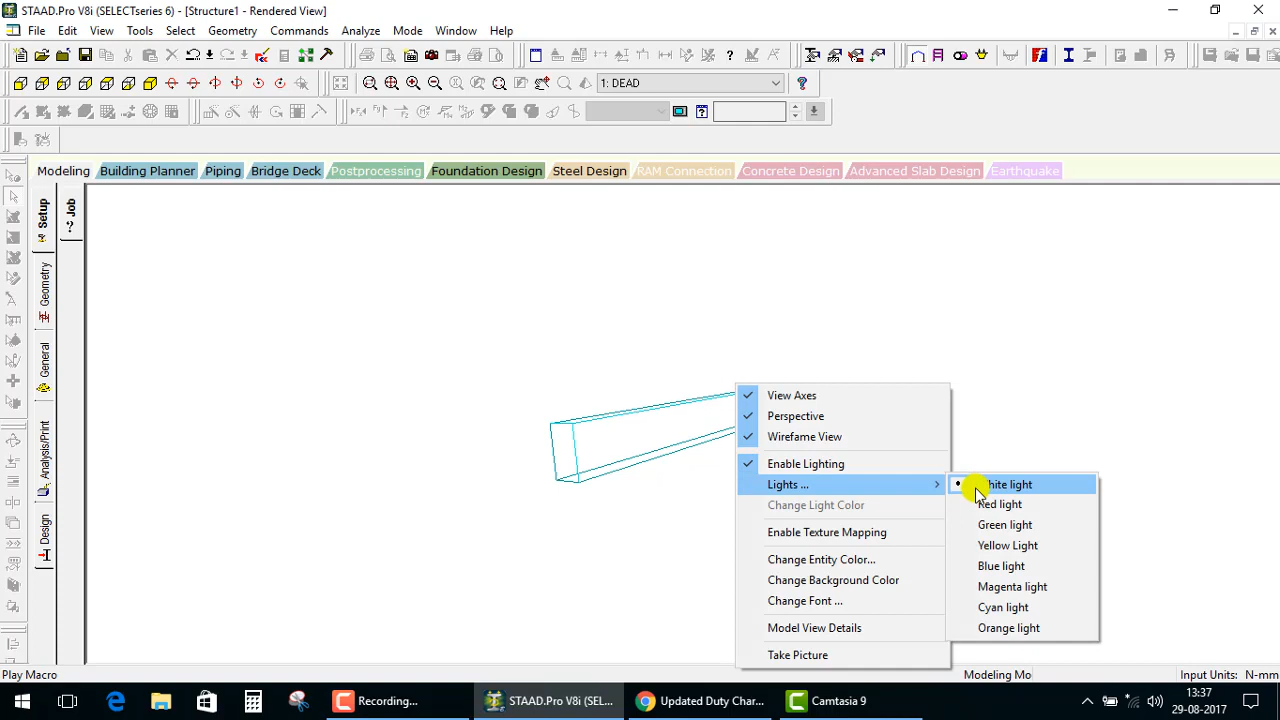 STAAD.Pro V8i (SELECTseries 6) - [Structure1 - Rendered View]
File Edit View Tools Select Geometry Commands Analyze Mode Window Help
1: DEAD
Modeling Building Planner Piping Bridge Deck Postprocessing Foundation Design Steel Design RAM Connection Concrete Design Advanced Slab Design Earthquake
Setup
Job
Geometry
General
Analysis/Print
Design
View Axes
Perspective
Wirefame View
Enable Lighting
Lights ...
Change Light Color
Enable Texture Mapping
Change Entity Color...
Change Background Color
Change Font ...
Model View Details
Take Picture
light
Red light
Green light
Yellow Light
Blue light
Magenta light
Cyan light
Orange light
Play Macro
Modeling Mo
Input Units: N-mm
Recording...
STAAD.Pro V8i (SEL...
Updated Duty Char...
Camtasia 9
13:37
29-08-2017